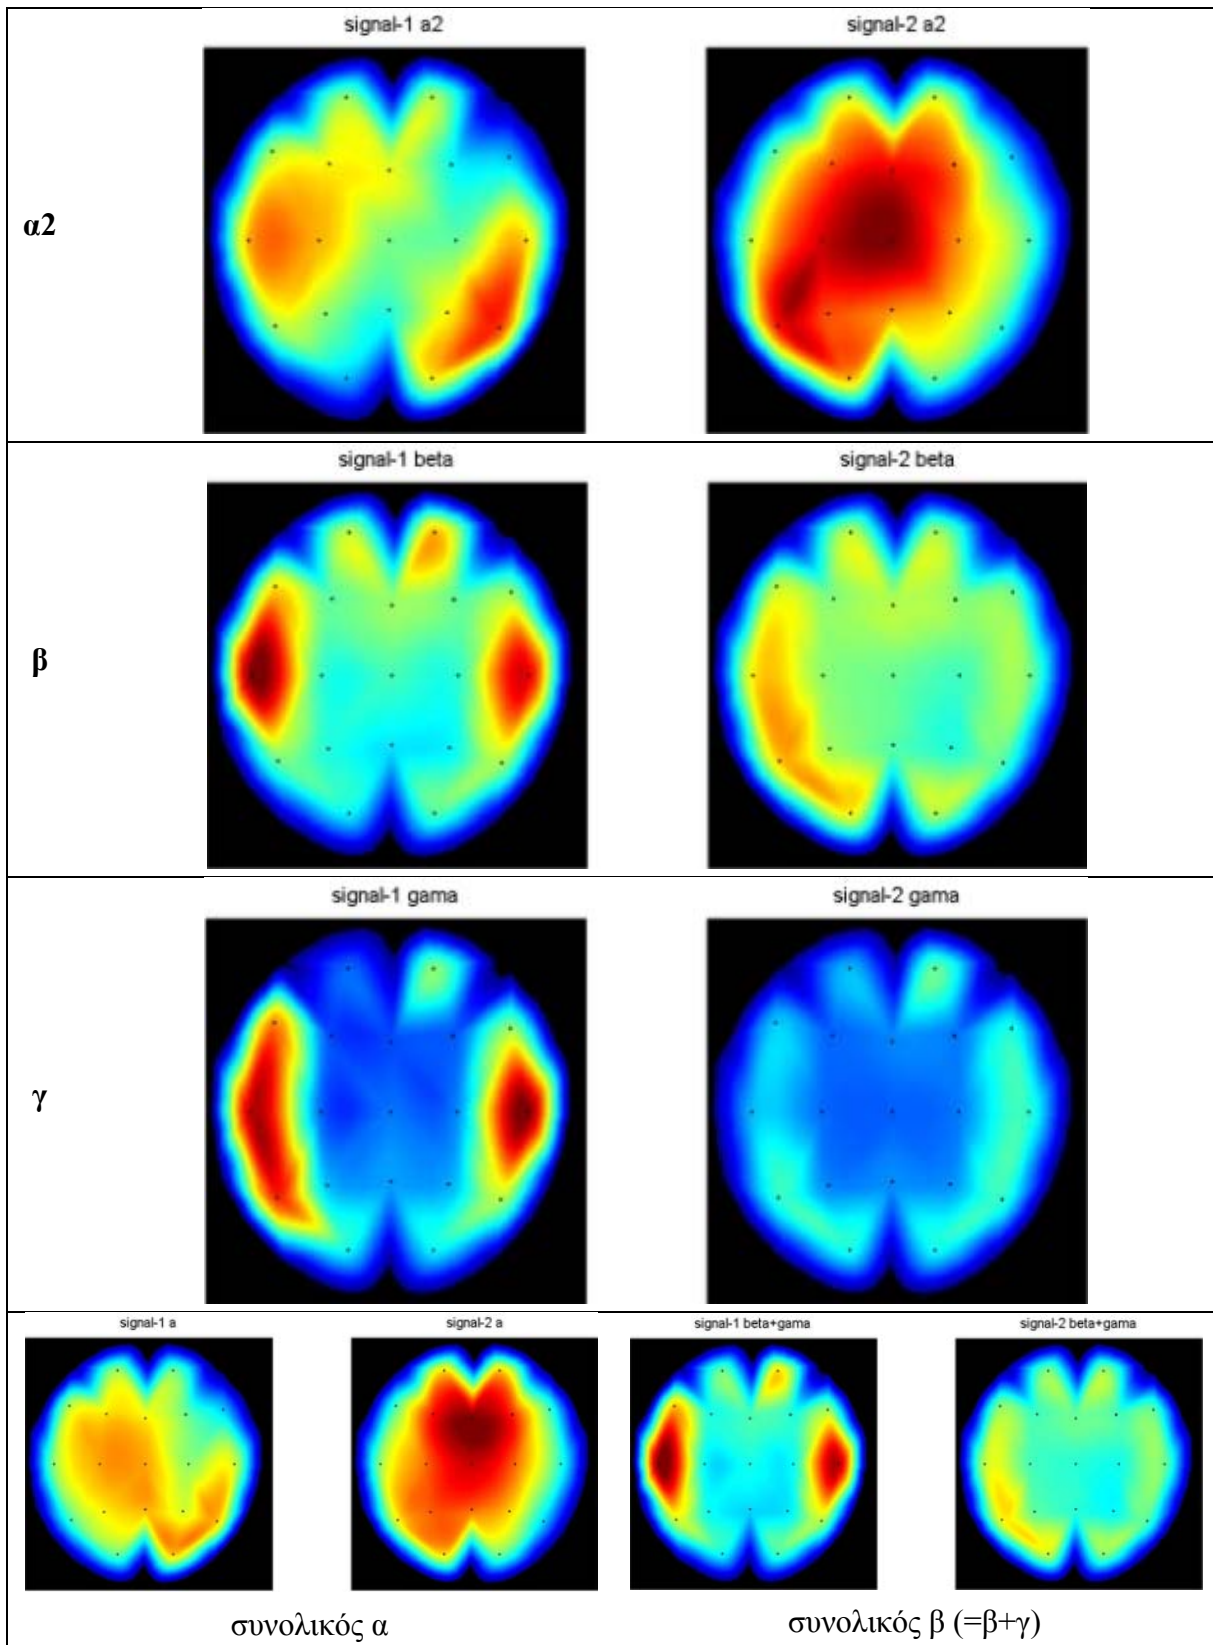 signal-1 a2 signal-2 a2
α2
signal-1 beta signal-2 beta
β
signal-1 gama signal-2 gama
γ
signal-1 a signal-2 a signal-1 beta+gama signal-2 beta+gama
συνολικός α συνολικός β (=β+γ)